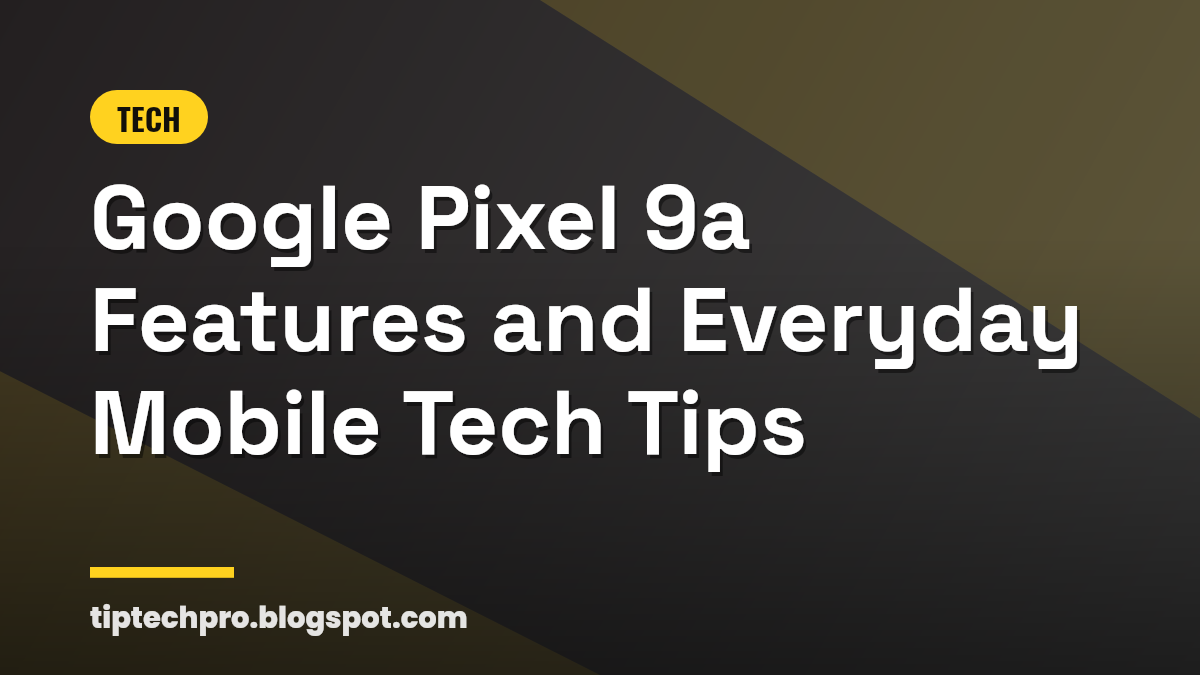 TECH
Google Pixel 9a
Features and Everyday
Mobile Tech Tips
tiptechpro.blogspot.com